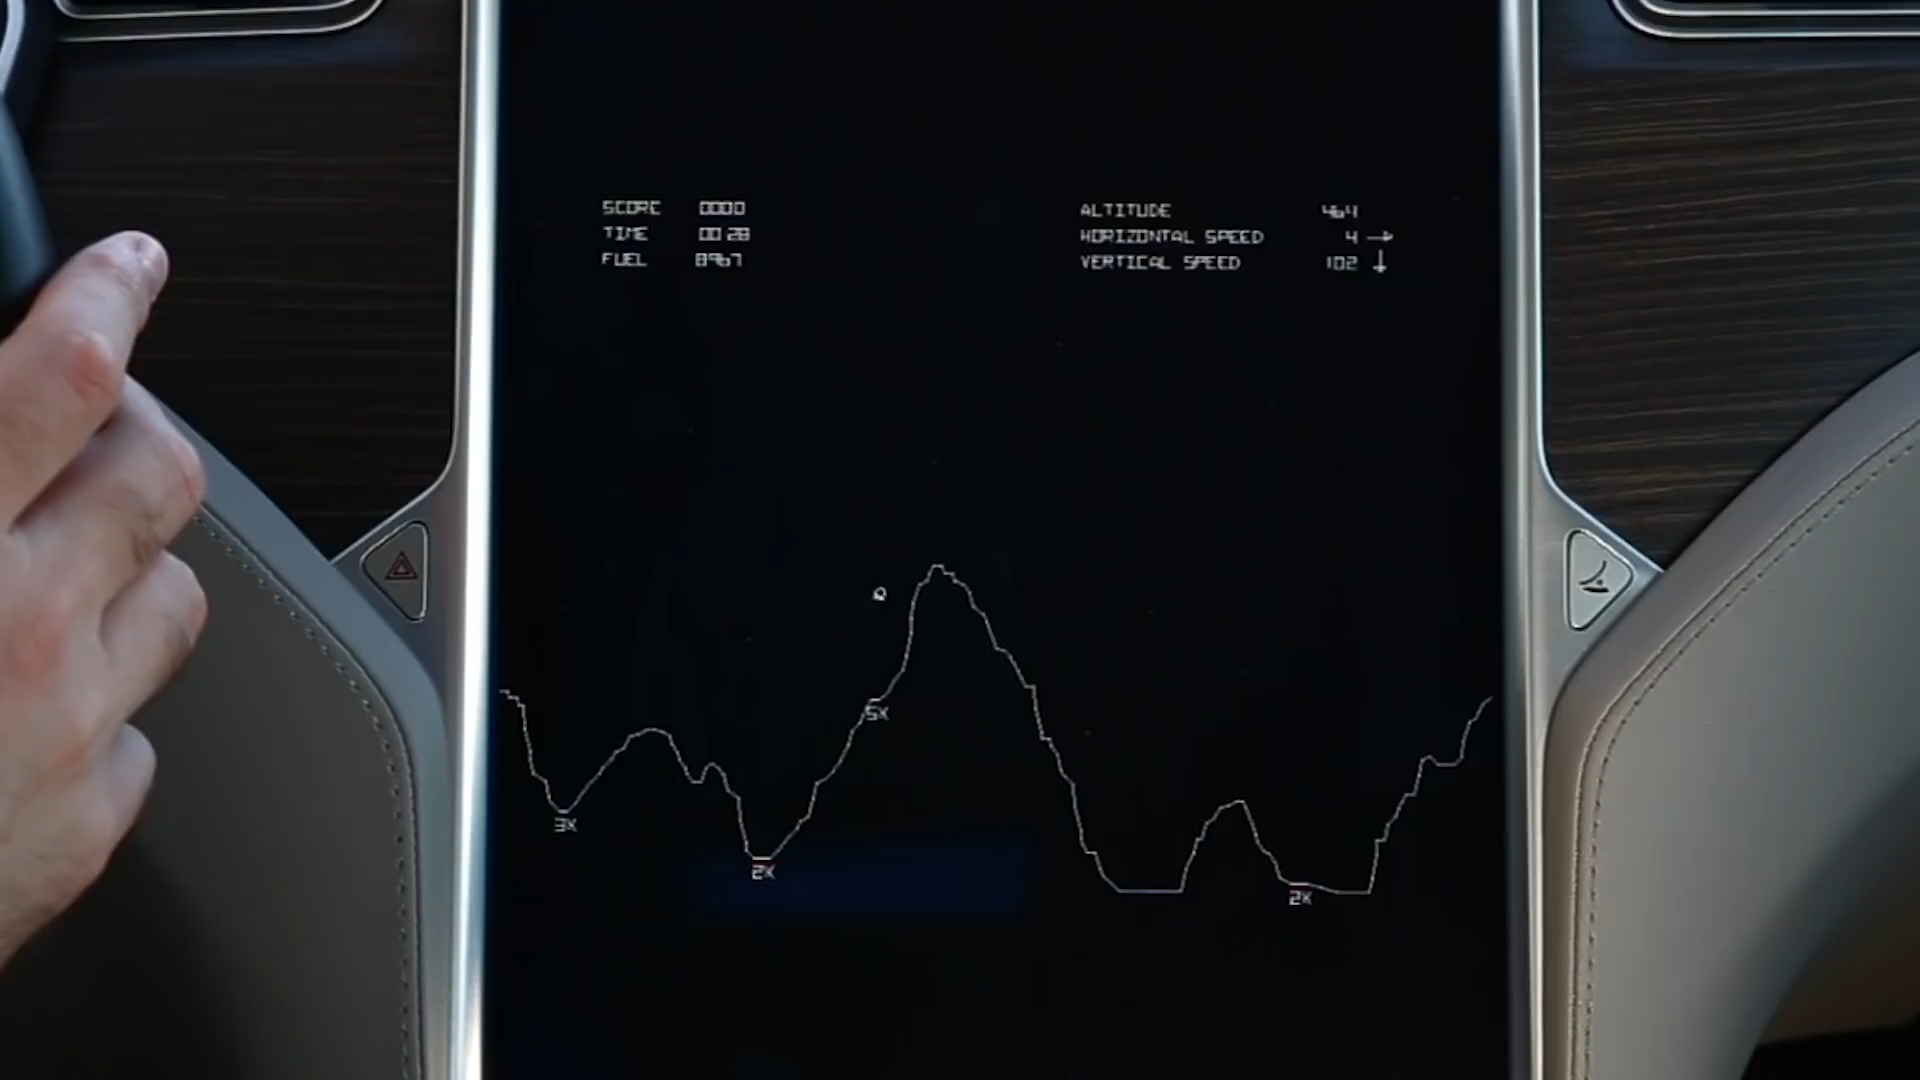 SCORE 0000
TIME 00 28
FUEL 8967
ALTITUDE 464
HORIZONTAL SPEED 4 →
VERTICAL SPEED 102 ↓
5X
3X
2X
2X